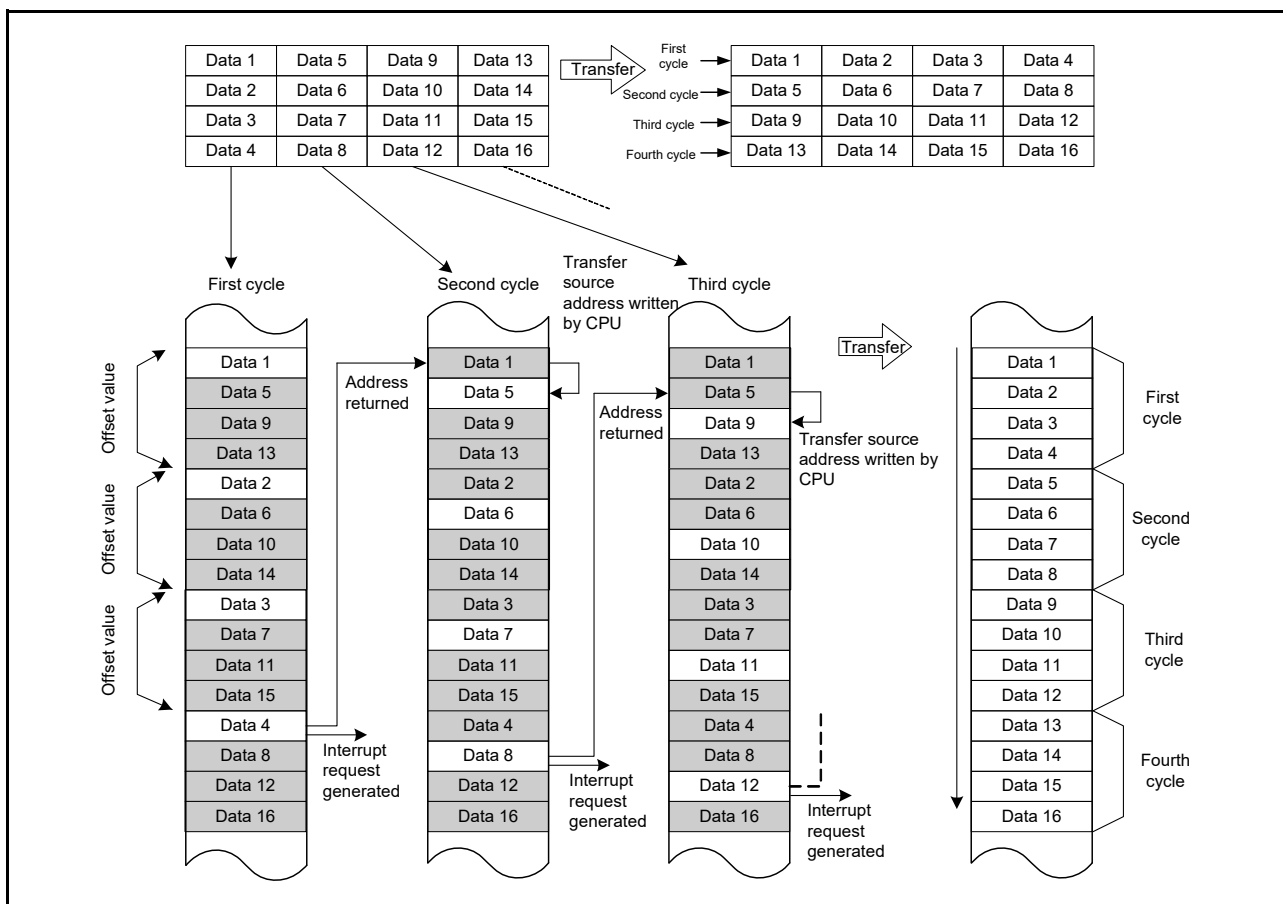 Data 1 Data 5 Data 9 Data 13
Data 2 Data 6 Data 10 Data 14
Data 3 Data 7 Data 11 Data 15
Data 4 Data 8 Data 12 Data 16
Transfer
First
cycle
Data 1 Data 2 Data 3 Data 4
Second cycle
Data 5 Data 6 Data 7 Data 8
Third cycle
Data 9 Data 10 Data 11 Data 12
Fourth cycle
Data 13 Data 14 Data 15 Data 16
First cycle
Offset value
Offset value
Offset value
Data 1
Data 5
Data 9
Data 13
Data 2
Data 6
Data 10
Data 14
Data 3
Data 7
Data 11
Data 15
Data 4
Data 8
Data 12
Data 16
Address
returned
Interrupt
request
generated
Second cycle
Transfer
source
address written
by CPU
Data 1
Data 5
Data 9
Data 13
Data 2
Data 6
Data 10
Data 14
Data 3
Data 7
Data 11
Data 15
Data 4
Data 8
Data 12
Data 16
Address
returned
Interrupt
request
generated
Third cycle
Data 1
Data 5
Data 9
Data 13
Data 2
Data 6
Data 10
Data 14
Data 3
Data 7
Data 11
Data 15
Data 4
Data 8
Data 12
Data 16
Transfer source
address written by
CPU
Interrupt
request
generated
Transfer
Data 1
Data 2
Data 3
Data 4
Data 5
Data 6
Data 7
Data 8
Data 9
Data 10
Data 11
Data 12
Data 13
Data 14
Data 15
Data 16
First
cycle
Second
cycle
Third
cycle
Fourth
cycle